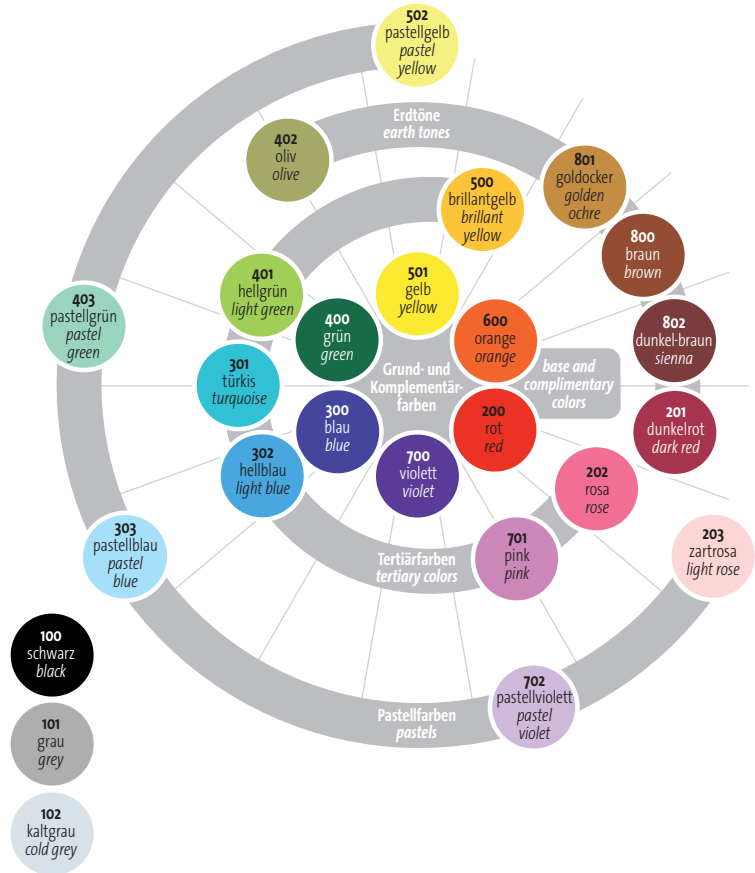 502
pastellgelb
pastel
yellow
Erdtöne
earth tones
402
oliv
olive
801
goldocker
golden
ochre
500
brillantgelb
brillant
yellow
800
braun
brown
401
hellgrün
light green
501
gelb
yellow
403
pastellgrün
pastel
green
400
grün
green
600
orange
orange
802
dunkel-braun
sienna
301
türkis
turquoise
Grund- und
Komplementär-
farben
base and
complimentary
colors
300
blau
blue
200
rot
red
201
dunkelrot
dark red
302
hellblau
light blue
700
violett
violet
202
rosa
rose
303
pastellblau
pastel
blue
Tertiärfarben
tertiary colors
701
pink
pink
203
zartrosa
light rose
100
schwarz
black
702
pastellviolett
pastel
violet
Pastellfarben
pastels
101
grau
grey
102
kaltgrau
cold grey